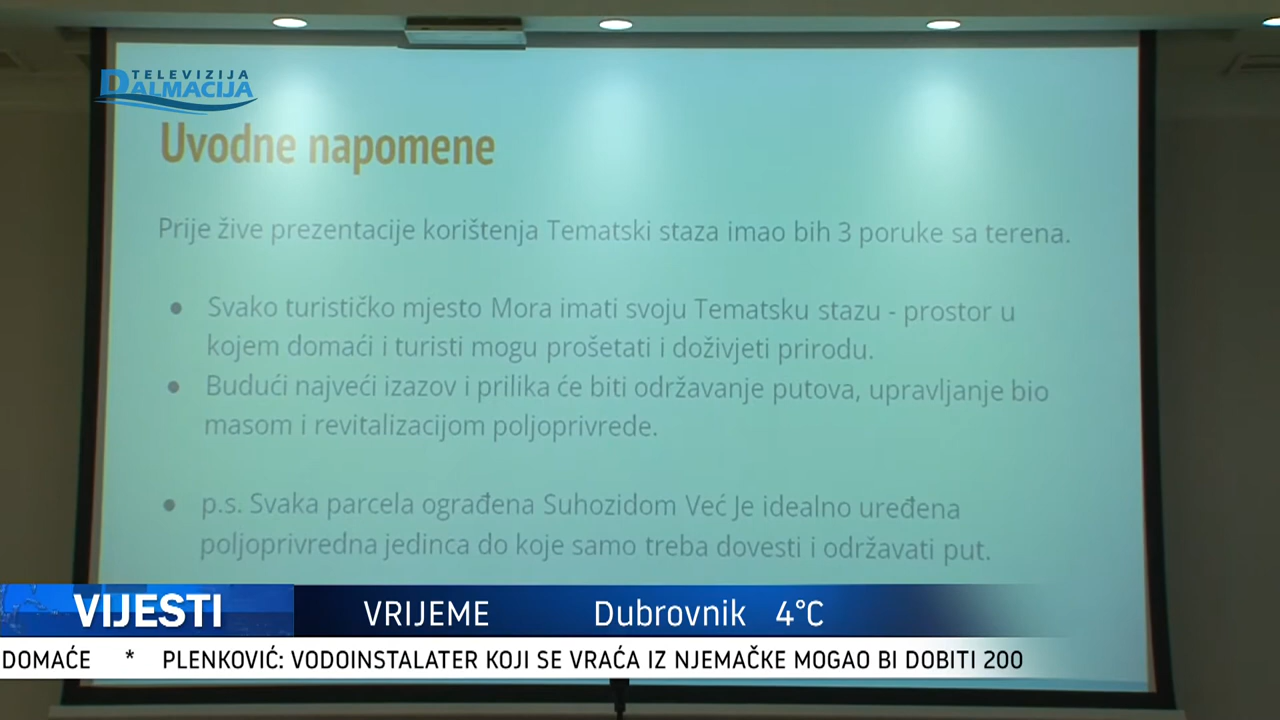 TELEVIZIJA
DALMACIJA
Uvodne napomene
Prije žive prezentacije korištenja Tematski staza imao bih 3 poruke sa terena.
● Svako turističko mjesto Mora imati svoju Tematsku stazu - prostor u
kojem domaći i turisti mogu prošetati i doživjeti prirodu.
● Budući najveći izazov i prilika će biti održavanje putova, upravljanje bio
masom i revitalizacijom poljoprivrede.
● p.s. Svaka parcela ograđena Suhozidom Već Je idealno uređena
poljoprivredna jedinca do koje samo treba dovesti i održavati put.
VIJESTI VRIJEME Dubrovnik 4°C
DOMAĆE * PLENKOVIĆ: VODOINSTALATER KOJI SE VRAĆA IZ NJEMAČKE MOGAO BI DOBITI 200